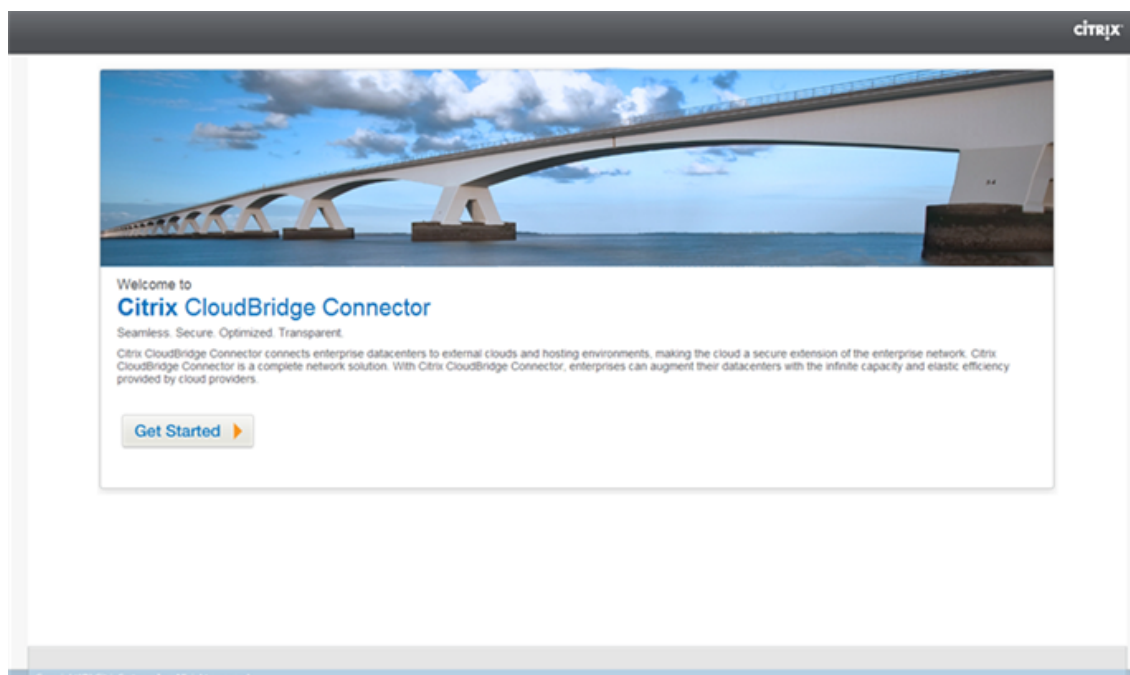 CİTRIX
Welcome to
Citrix CloudBridge Connector
Seamless. Secure. Optimized. Transparent.
Citrix CloudBridge Connector connects enterprise datacenters to external clouds and hosting environments, making the cloud a secure extension of the enterprise network. Citrix
CloudBridge Connector is a complete network solution. With Citrix CloudBridge Connector, enterprises can augment their datacenters with the infinite capacity and elastic efficiency
provided by cloud providers.
Get Started